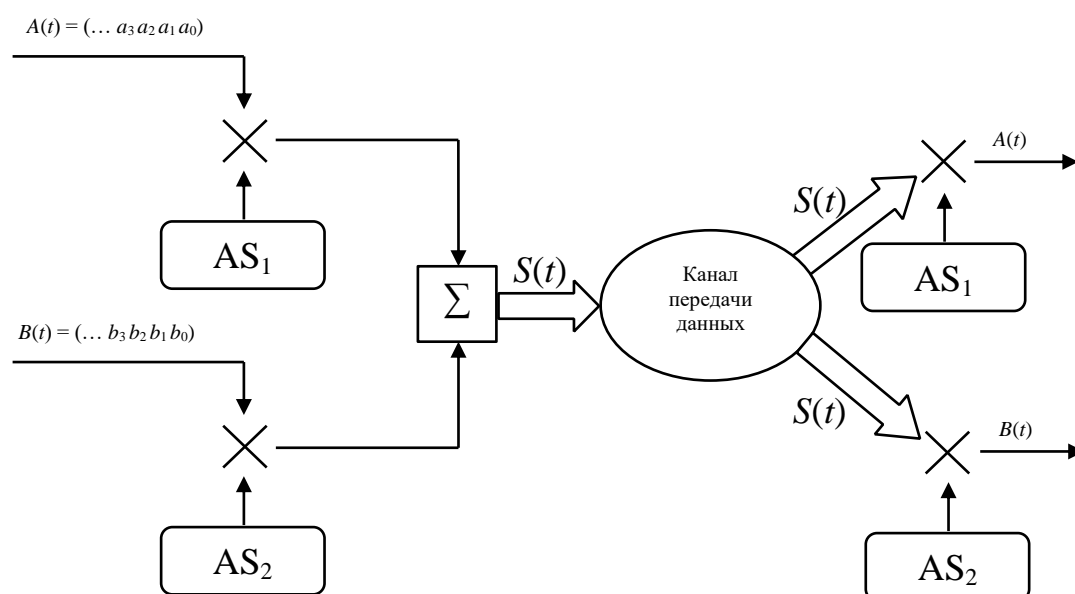 A(t) = (… a₃ a₂ a₁ a₀)
AS₁
B(t) = (… b₃ b₂ b₁ b₀)
AS₂
Σ
S(t)
Канал
передачи
данных
S(t)
S(t)
A(t)
AS₁
B(t)
AS₂